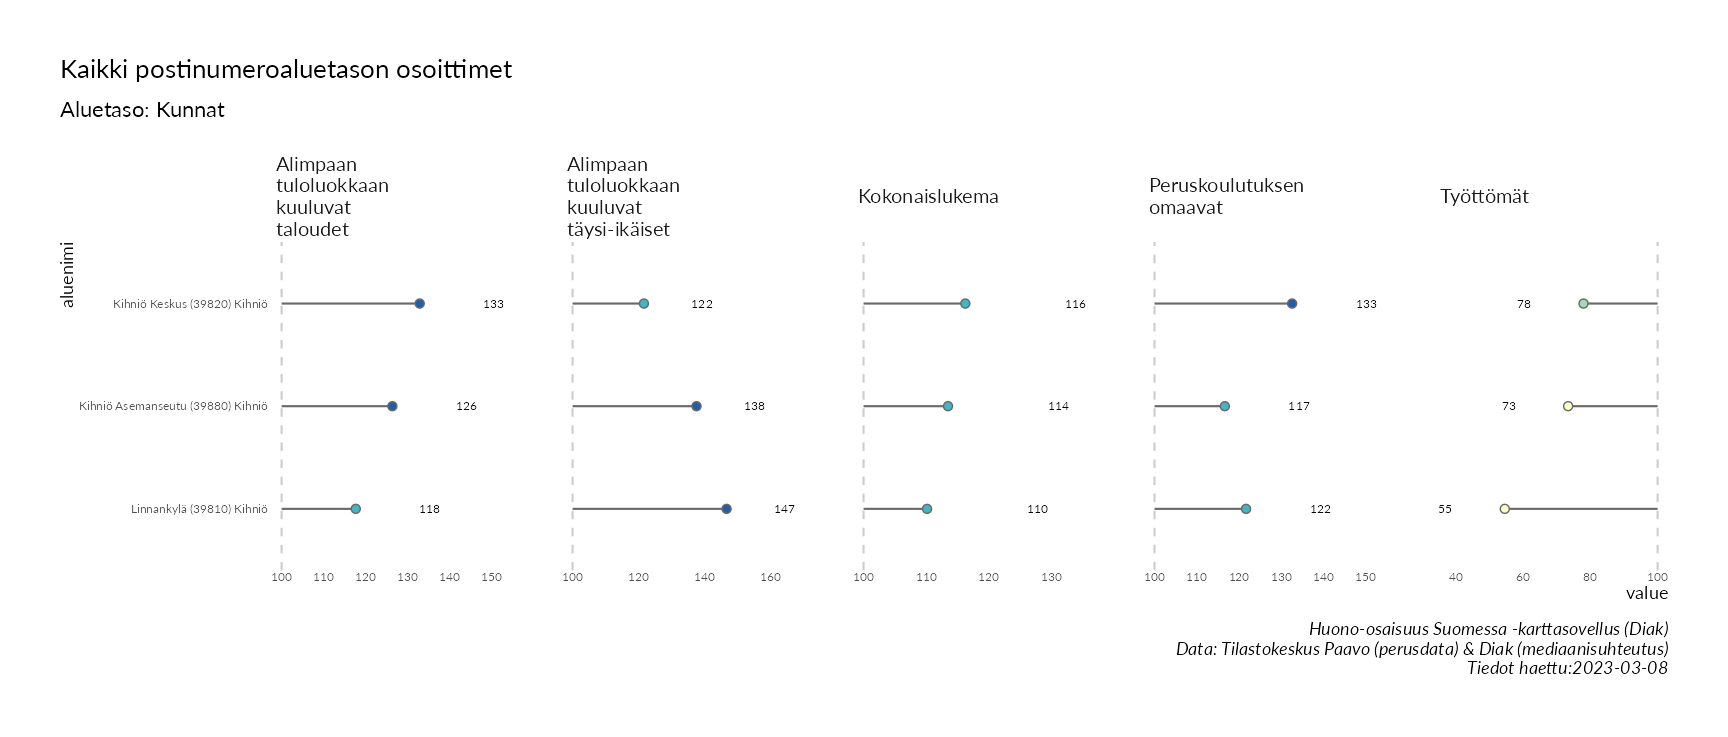 Kaikki postinumeroaluetason osoittimet
Aluetaso: Kunnat
Alimpaan
tuloluokkaan
kuuluvat
taloudet
Alimpaan
tuloluokkaan
kuuluvat
täysi-ikäiset
Kokonaislukema
Peruskoulutuksen
omaavat
Työttömät
aluenimi
Kihniö Keskus (39820) Kihniö 133 122 116 133 78
Kihniö Asemanseutu (39880) Kihniö 126 138 114 117 73
Linnankylä (39810) Kihniö 118 147 110 122 55
100 110 120 130 140 150 100 120 140 160 100 110 120 130 100 110 120 130 140 150 40 60 80 100
value
Huono-osaisuus Suomessa -karttasovellus (Diak)
Data: Tilastokeskus Paavo (perusdata) & Diak (mediaanisuhteutus)
Tiedot haettu:2023-03-08